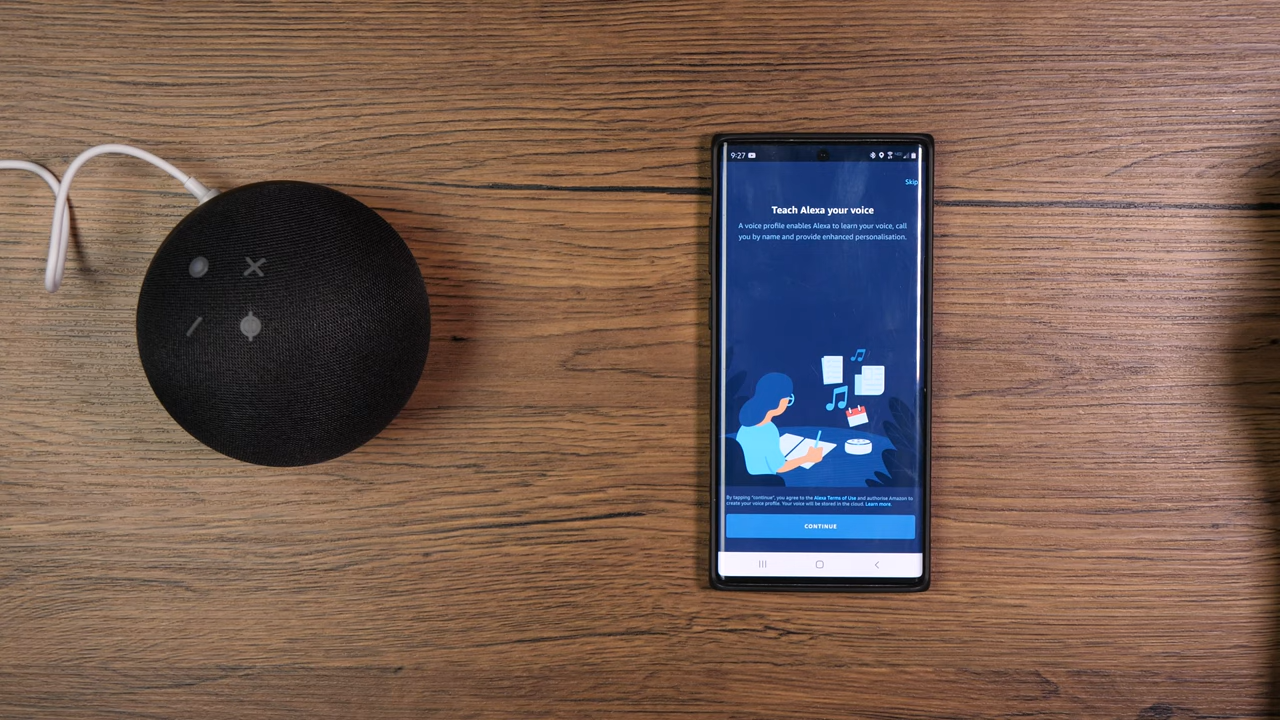 9:27
Skip
Teach Alexa your voice
A voice profile enables Alexa to learn your voice, call
you by name and provide enhanced personalisation.
By tapping "continue", you agree to the Alexa Terms of Use and authorise Amazon to
create your voice profile. Your voice will be stored in the cloud. Learn more.
CONTINUE